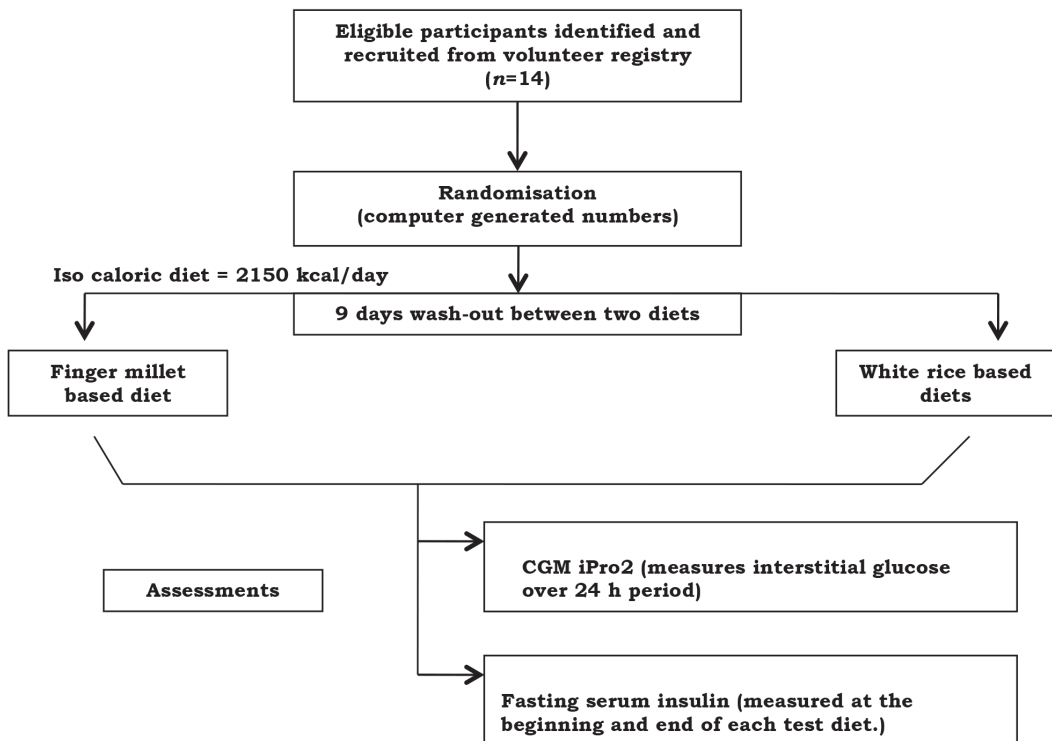 Eligible participants identified and
recruited from volunteer registry
(n=14)
Randomisation
(computer generated numbers)
Iso caloric diet = 2150 kcal/day
9 days wash-out between two diets
Finger millet
based diet
White rice based
diets
CGM iPro2 (measures interstitial glucose
over 24 h period)
Assessments
Fasting serum insulin (measured at the
beginning and end of each test diet.)